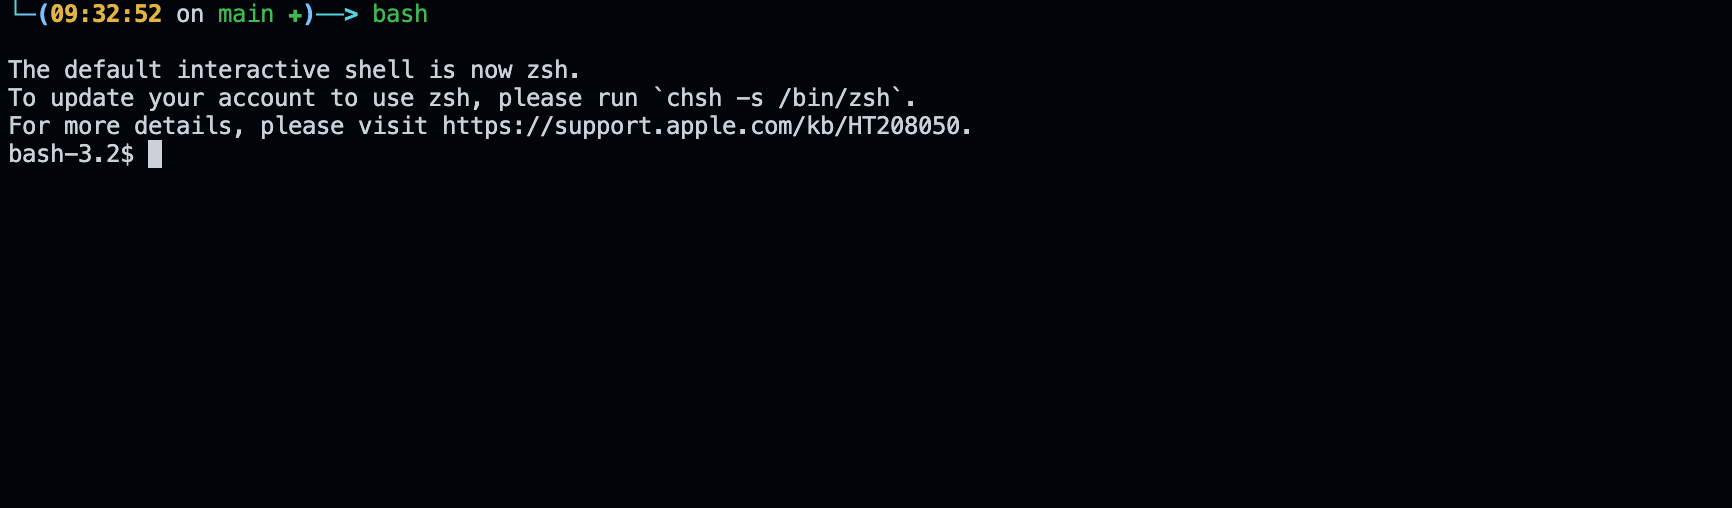 └─(09:32:52 on main ✚)──> bash
The default interactive shell is now zsh.
To update your account to use zsh, please run `chsh -s /bin/zsh`.
For more details, please visit https://support.apple.com/kb/HT208050.
bash-3.2$